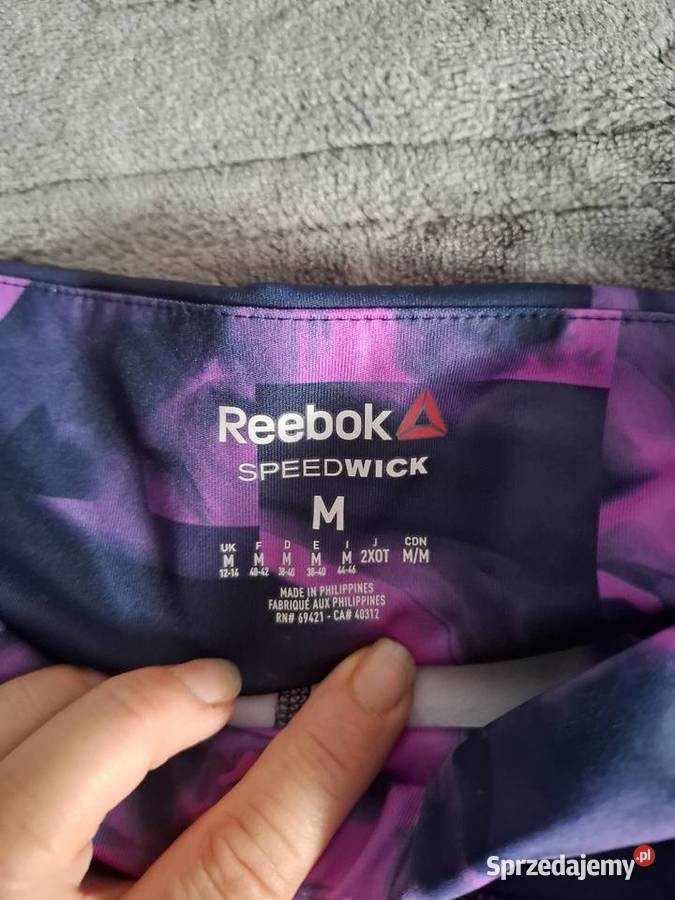 Reebok
SPEEDWICK
M
UK F D E I J CDN
M M M M M 2XOT M/M
12-14 40-42 38-40 38-40 44-46
MADE IN PHILIPPINES
FABRIQUÉ AUX PHILIPPINES
RN# 69421 - CA# 40312
Sprzedajemy.pl